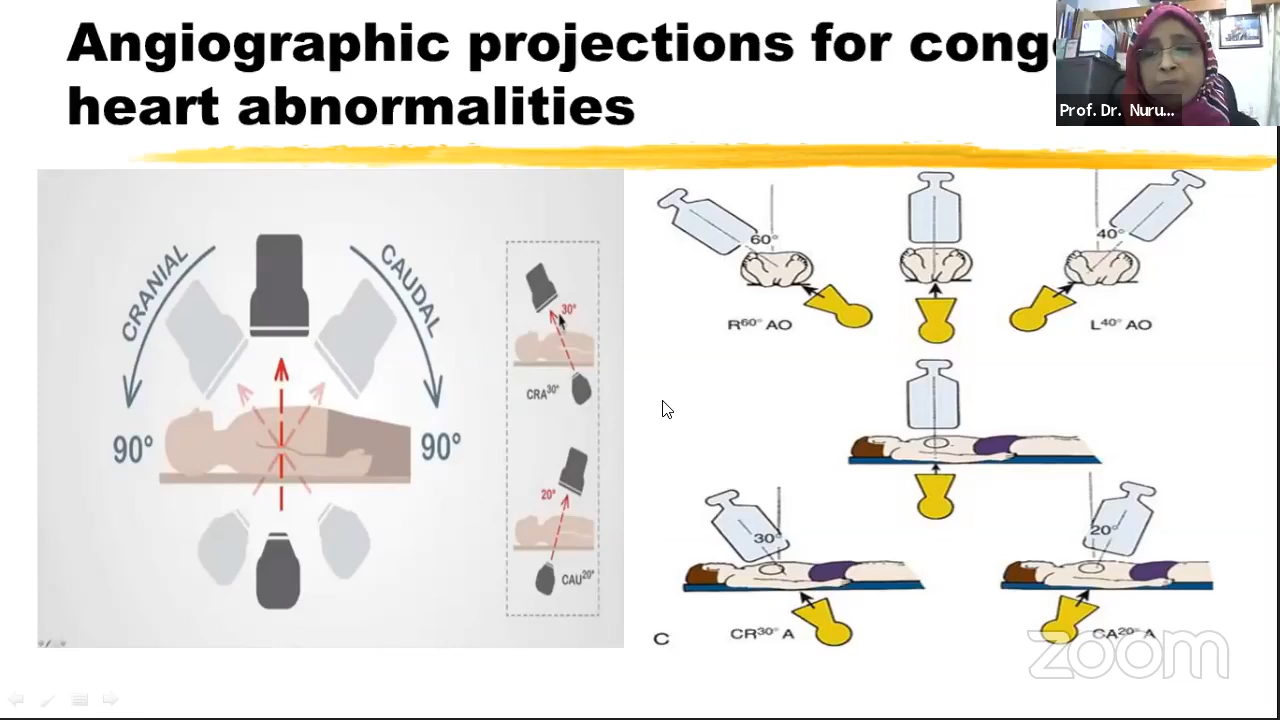 Angiographic projections for cong
heart abnormalities
Prof. Dr. Nuru...
CRANIAL
CAUDAL
90°
90°
30°
CRA30°
20°
CAU20°
60°
40°
R60° AO
L40° AO
30°
20°
C
CR30° A
CA20° A
zoom